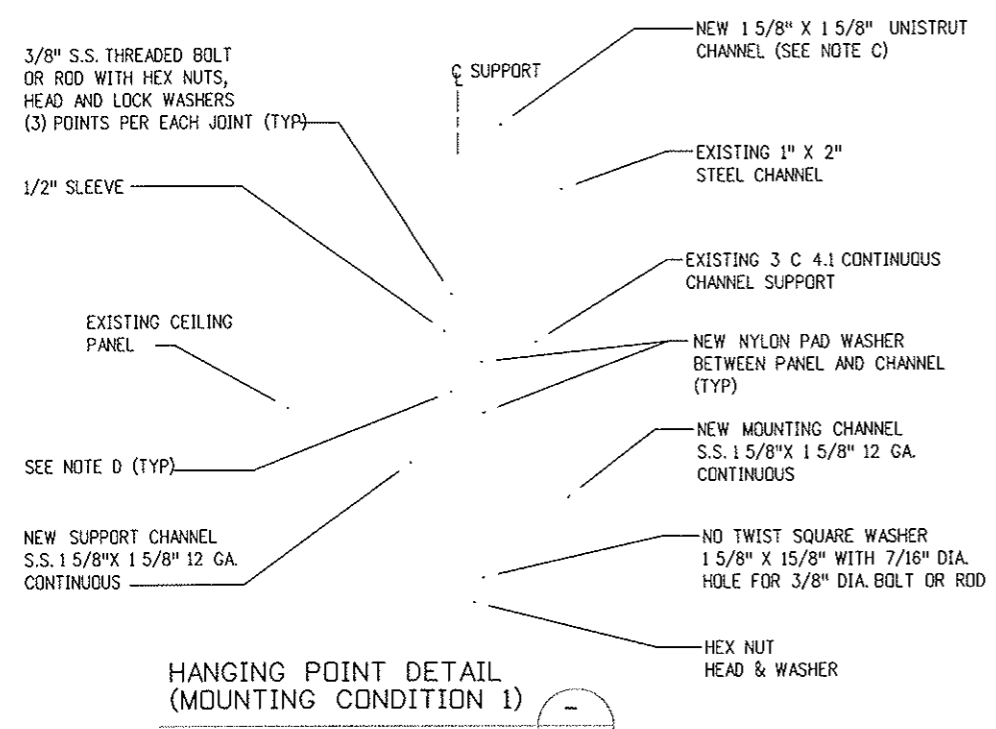 3/8" S.S. THREADED BOLT
OR ROD WITH HEX NUTS,
HEAD AND LOCK WASHERS
(3) POINTS PER EACH JOINT (TYP)
1/2" SLEEVE
EXISTING CEILING
PANEL
SEE NOTE D (TYP)
NEW SUPPORT CHANNEL
S.S. 1 5/8"X 1 5/8" 12 GA.
CONTINUOUS
℄ SUPPORT
NEW 1 5/8" X 1 5/8" UNISTRUT
CHANNEL (SEE NOTE C)
EXISTING 1" X 2"
STEEL CHANNEL
EXISTING 3 C 4.1 CONTINUOUS
CHANNEL SUPPORT
NEW NYLON PAD WASHER
BETWEEN PANEL AND CHANNEL
(TYP)
NEW MOUNTING CHANNEL
S.S. 1 5/8"X 1 5/8" 12 GA.
CONTINUOUS
NO TWIST SQUARE WASHER
1 5/8" X 15/8" WITH 7/16" DIA.
HOLE FOR 3/8" DIA. BOLT OR ROD
HEX NUT
HEAD & WASHER
HANGING POINT DETAIL
(MOUNTING CONDITION 1)
–